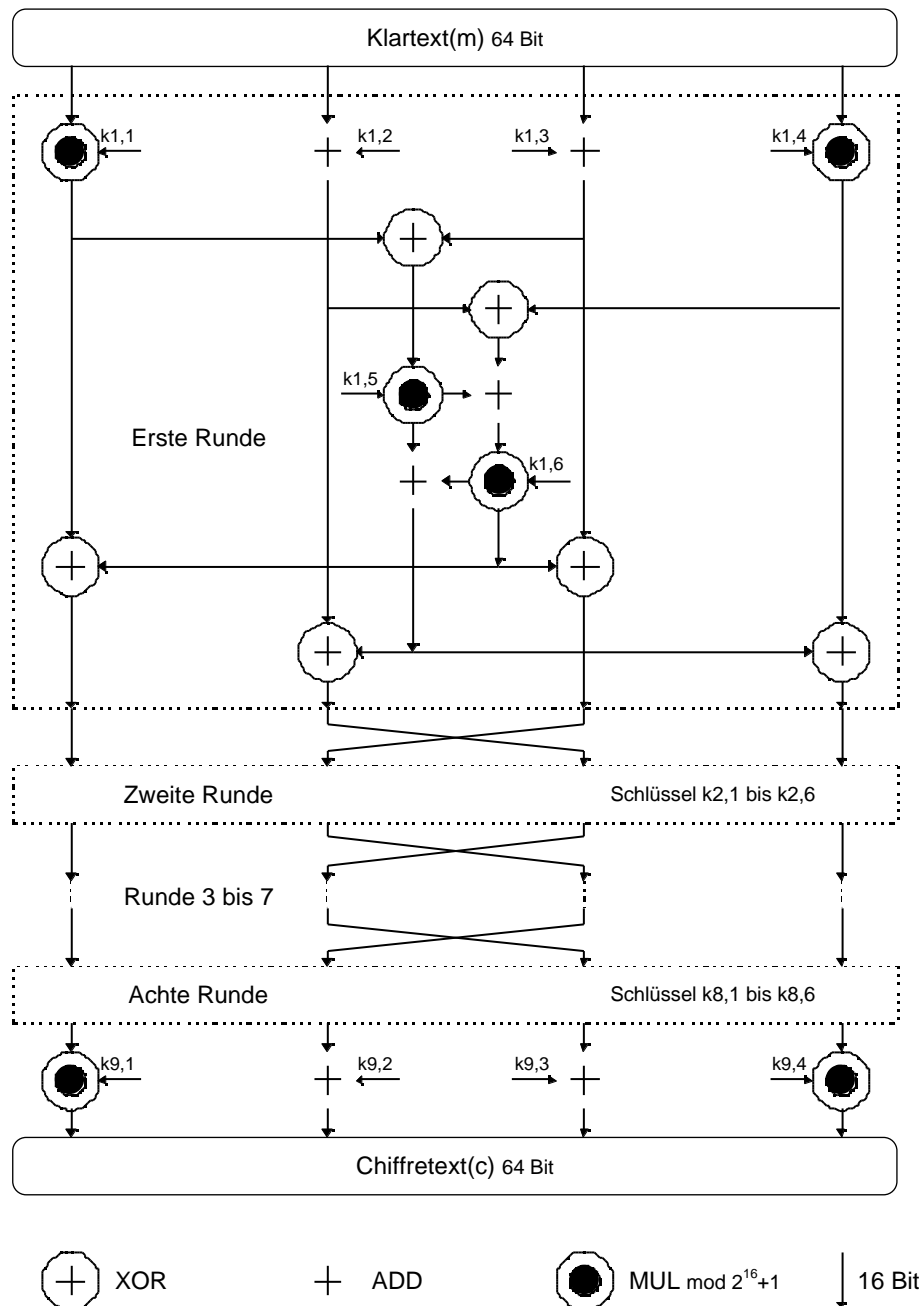 Klartext(m) 64 Bit
k1,1 k1,2 k1,3 k1,4
k1,5
Erste Runde
k1,6
Zweite Runde Schlüssel k2,1 bis k2,6
Runde 3 bis 7
Achte Runde Schlüssel k8,1 bis k8,6
k9,1 k9,2 k9,3 k9,4
Chiffretext(c) 64 Bit
XOR ADD MUL mod 2^16+1 16 Bit